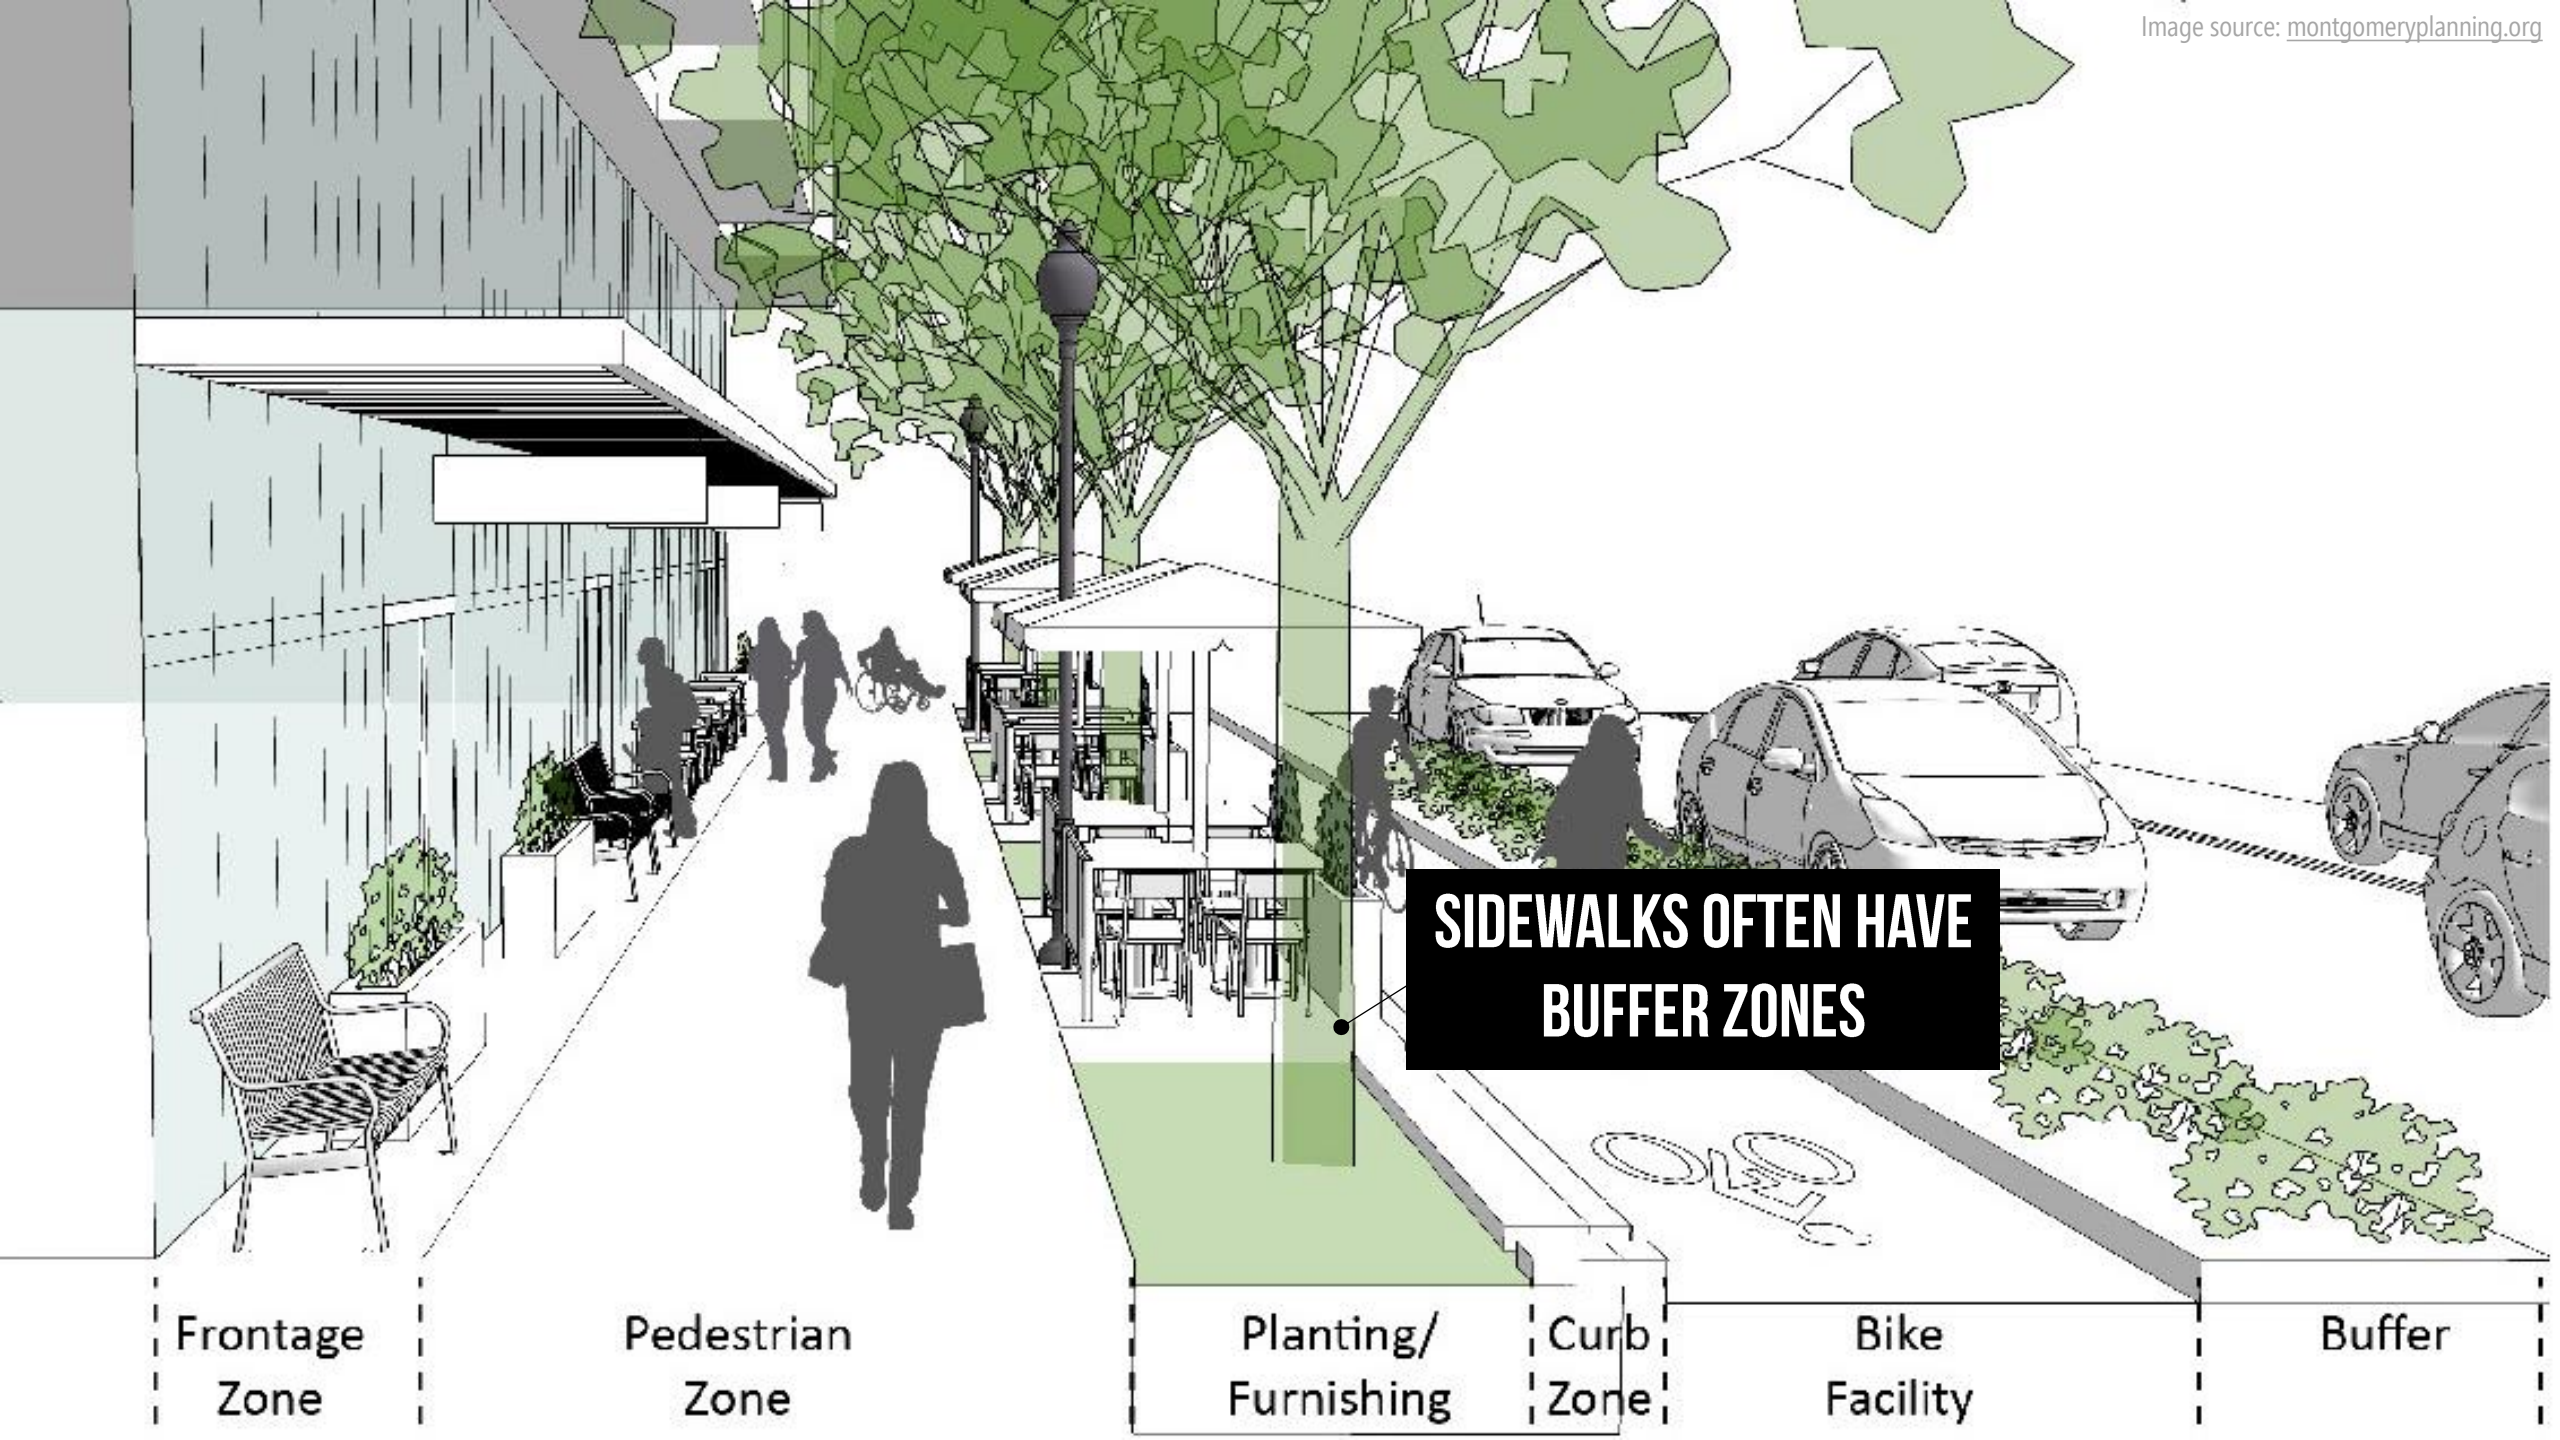 Image source: montgomeryplanning.org
SIDEWALKS OFTEN HAVE
BUFFER ZONES
Frontage
Zone
Pedestrian
Zone
Planting/
Furnishing
Curb
Zone
Bike
Facility
Buffer